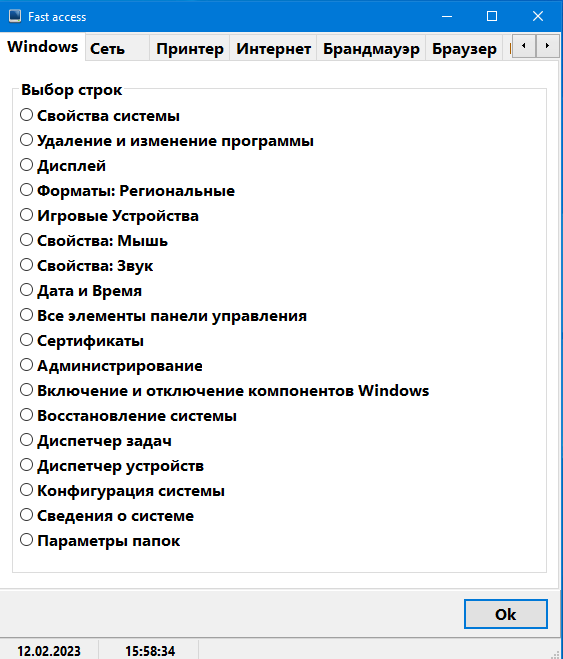 Fast access
Windows Сеть Принтер Интернет Брандмауэр Браузер
Выбор строк
Свойства системы
Удаление и изменение программы
Дисплей
Форматы: Региональные
Игровые Устройства
Свойства: Мышь
Свойства: Звук
Дата и Время
Все элементы панели управления
Сертификаты
Администрирование
Включение и отключение компонентов Windows
Восстановление системы
Диспетчер задач
Диспетчер устройств
Конфигурация системы
Сведения о системе
Параметры папок
Ok
12.02.2023 15:58:34